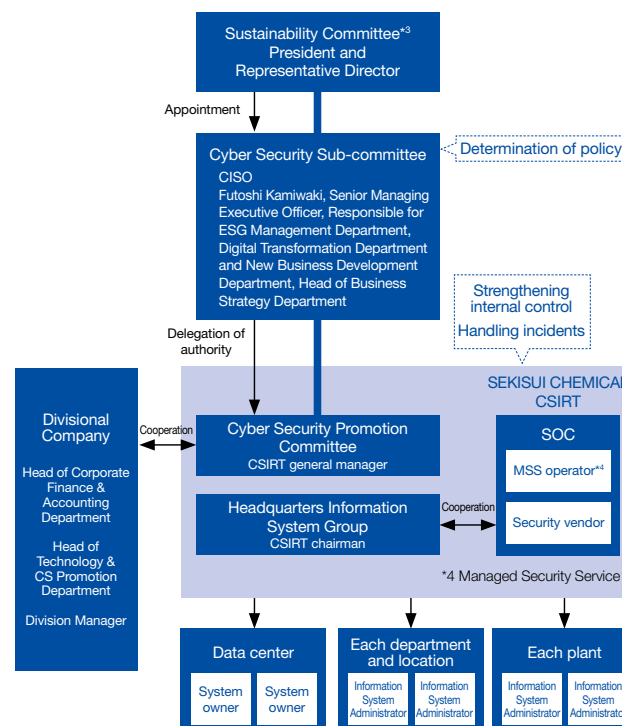 Sustainability Committee*3
President and
Representative Director
Appointment
Cyber Security Sub-committee
CISO
Futoshi Kamiwaki, Senior Managing
Executive Officer, Responsible for
ESG Management Department,
Digital Transformation Department
and New Business Development
Department, Head of Business
Strategy Department
Determination of policy
Strengthening
internal control
Handling incidents
Delegation of
authority
SEKISUI CHEMICAL
CSIRT
Divisional
Company
Head of Corporate
Finance &
Accounting
Department
Head of
Technology &
CS Promotion
Department
Division Manager
Cooperation
Cyber Security Promotion
Committee
CSIRT general manager
Headquarters Information
System Group
CSIRT chairman
Cooperation
SOC
MSS operator*4
Security vendor
*4 Managed Security Service
Data center
System
owner
System
owner
Each department
and location
Information
System
Administrator
Information
System
Administrator
Each plant
Information
System
Administrator
Information
System
Administrator